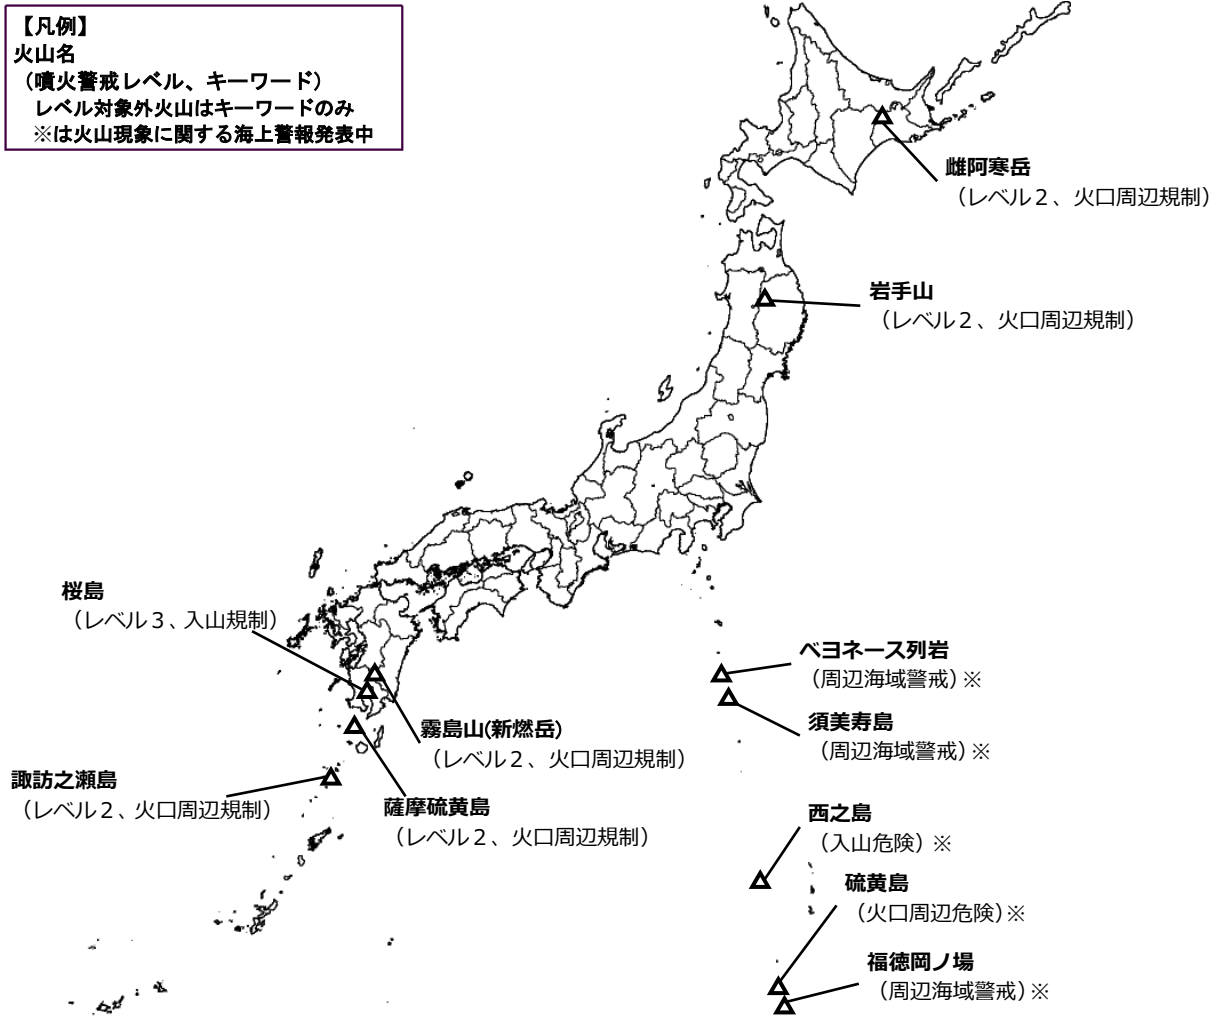 【凡例】
火山名
（噴火警戒レベル、キーワード）
レベル対象外火山はキーワードのみ
※は火山現象に関する海上警報発表中
雌阿寒岳
（レベル２、火口周辺規制）
岩手山
（レベル２、火口周辺規制）
桜島
（レベル３、入山規制）
ベヨネース列岩
（周辺海域警戒）※
須美寿島
（周辺海域警戒）※
霧島山(新燃岳)
（レベル２、火口周辺規制）
諏訪之瀬島
（レベル２、火口周辺規制）
薩摩硫黄島
（レベル２、火口周辺規制）
西之島
（入山危険）※
硫黄島
（火口周辺危険）※
福徳岡ノ場
（周辺海域警戒）※